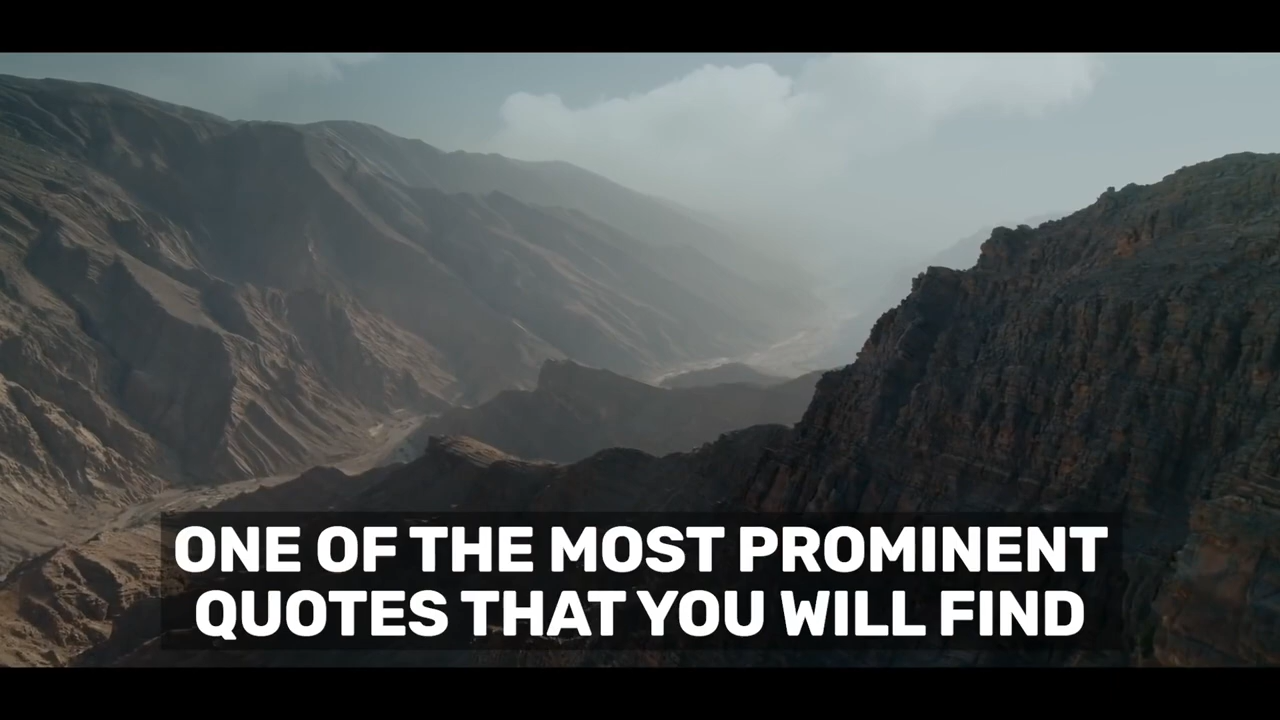 ONE OF THE MOST PROMINENT
QUOTES THAT YOU WILL FIND